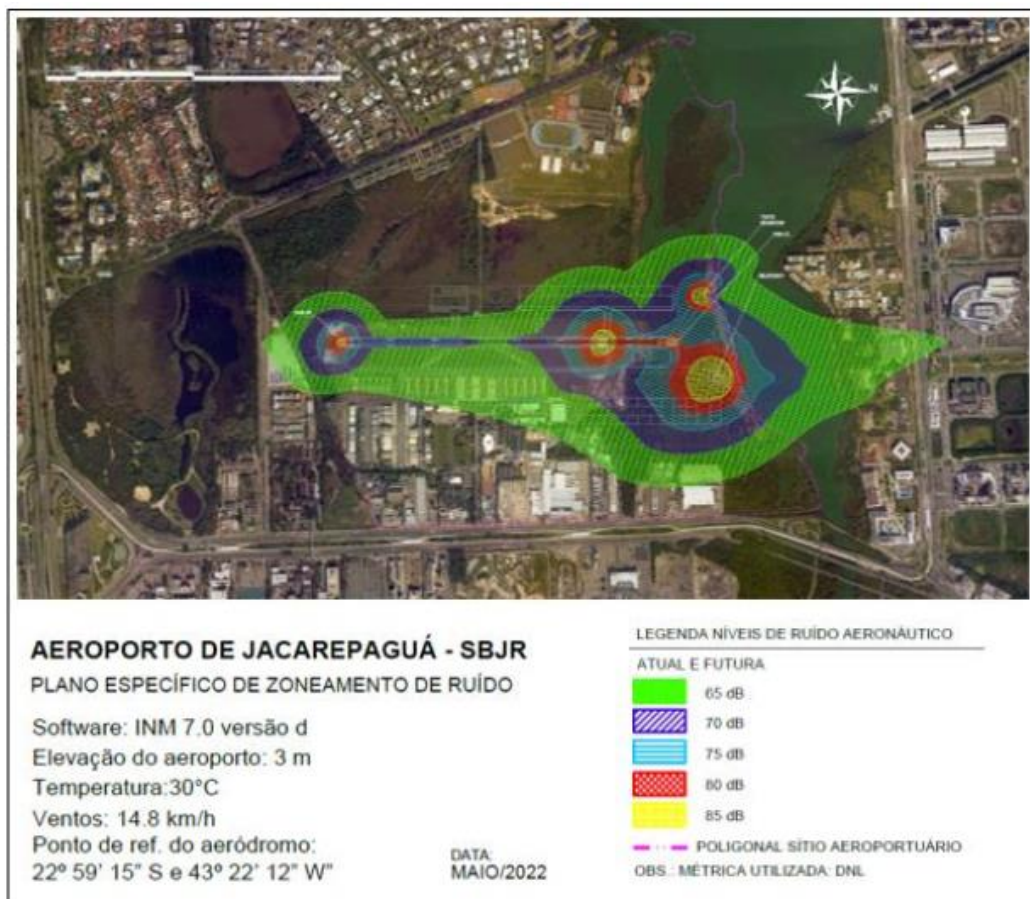 N
AEROPORTO DE JACAREPAGUÁ - SBJR
PLANO ESPECÍFICO DE ZONEAMENTO DE RUÍDO
Software: INM 7.0 versão d
Elevação do aeroporto: 3 m
Temperatura:30°C
Ventos: 14.8 km/h
Ponto de ref. do aeródromo:
22º 59' 15" S e 43º 22' 12" W"
DATA:
MAIO/2022
LEGENDA NÍVEIS DE RUÍDO AERONÁUTICO
ATUAL E FUTURA
65 dB
70 dB
75 dB
80 dB
85 dB
POLIGONAL SÍTIO AEROPORTUÁRIO
OBS.: MÉTRICA UTILIZADA: DNL